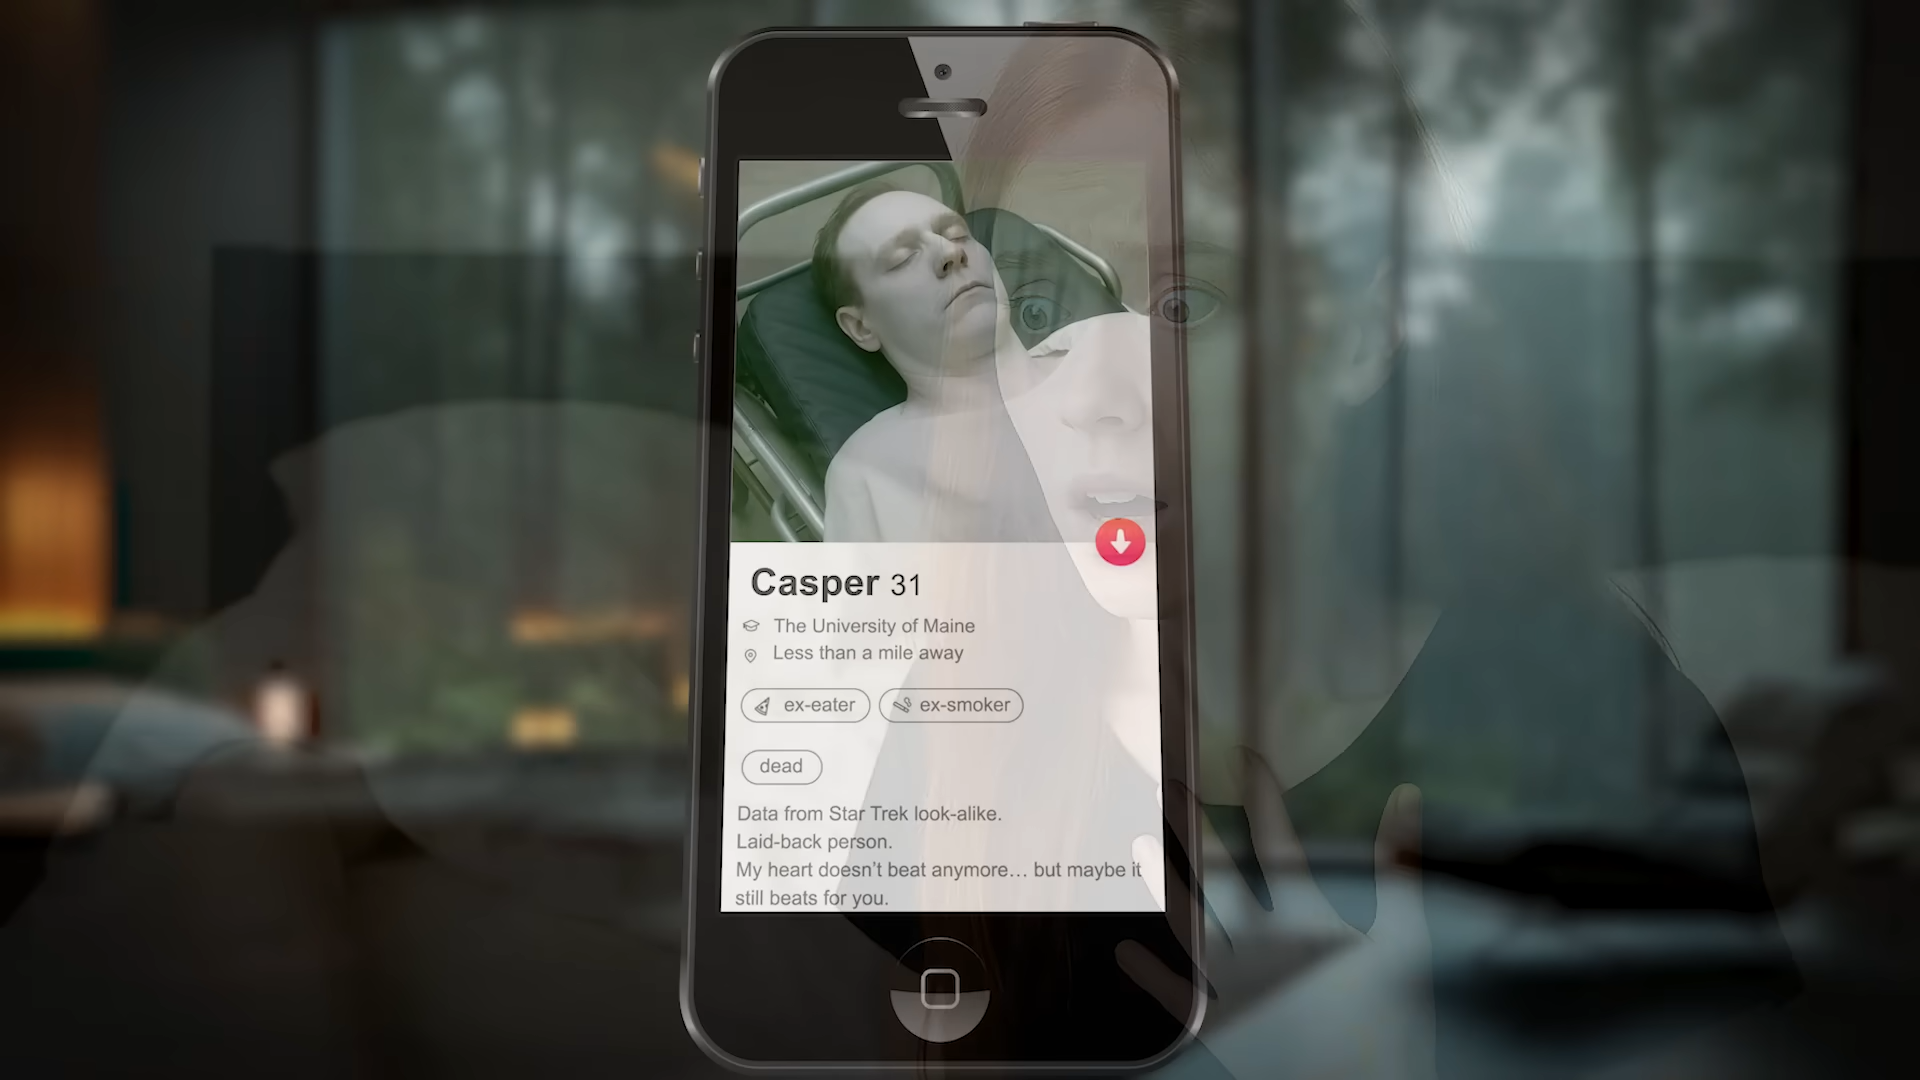 Casper 31
The University of Maine
Less than a mile away
ex-eater ex-smoker
dead
Data from Star Trek look-alike.
Laid-back person.
My heart doesn’t beat anymore… but maybe it
still beats for you.